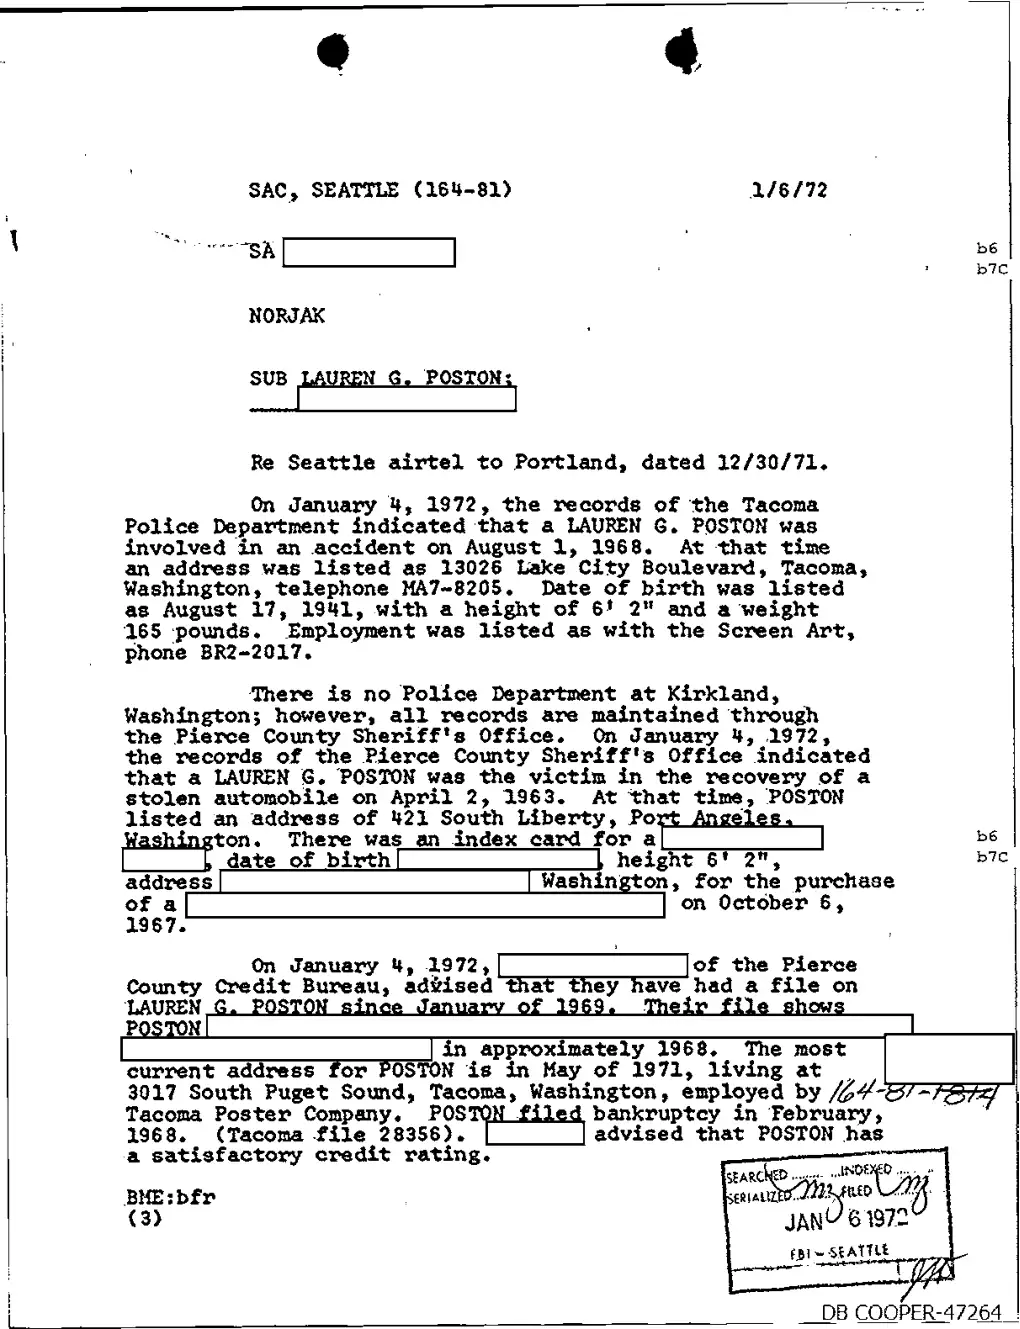 SAC, SEATTLE (164-81) 1/6/72
SA
b6
b7C
NORJAK
SUB LAUREN G. POSTON;
Re Seattle airtel to Portland, dated 12/30/71.
On January 4, 1972, the records of the Tacoma
Police Department indicated that a LAUREN G. POSTON was
involved in an accident on August 1, 1968. At that time
an address was listed as 13026 Lake City Boulevard, Tacoma,
Washington, telephone MA7-8205. Date of birth was listed
as August 17, 1941, with a height of 6' 2" and a weight
165 pounds. Employment was listed as with the Screen Art,
phone BR2-2017.
There is no Police Department at Kirkland,
Washington; however, all records are maintained through
the Pierce County Sheriff's Office. On January 4, 1972,
the records of the Pierce County Sheriff's Office indicated
that a LAUREN G. POSTON was the victim in the recovery of a
stolen automobile on April 2, 1963. At that time, POSTON
listed an address of 421 South Liberty, Port Angeles,
Washington. There was an index card for a
b6
, date of birth , height 6' 2",
b7C
address Washington, for the purchase
of a on October 6,
1967.
On January 4, 1972, of the Pierce
County Credit Bureau, advised that they have had a file on
LAUREN G. POSTON since January of 1969. Their file shows
POSTON
in approximately 1968. The most
current address for POSTON is in May of 1971, living at
3017 South Puget Sound, Tacoma, Washington, employed by 164-81-1814
Tacoma Poster Company. POSTON filed bankruptcy in February,
1968. (Tacoma file 28356). advised that POSTON has
a satisfactory credit rating.
SEARCHED INDEXED
SERIALIZED FILED
JAN 6 1972
FBI - SEATTLE
BME:bfr
(3)
DB COOPER-47264